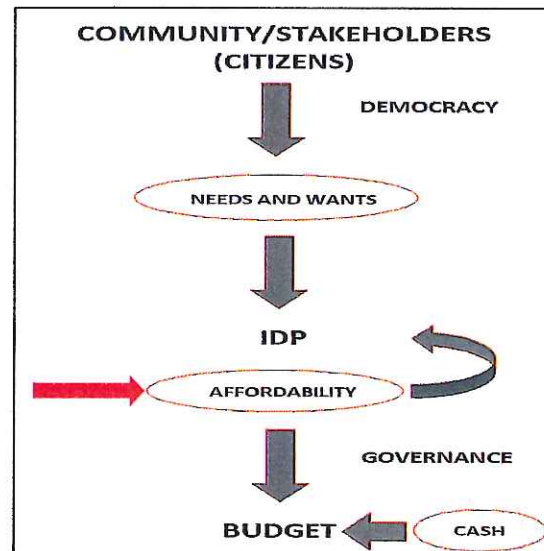 COMMUNITY/STAKEHOLDERS
(CITIZENS)
DEMOCRACY
NEEDS AND WANTS
IDP
AFFORDABILITY
GOVERNANCE
BUDGET
CASH